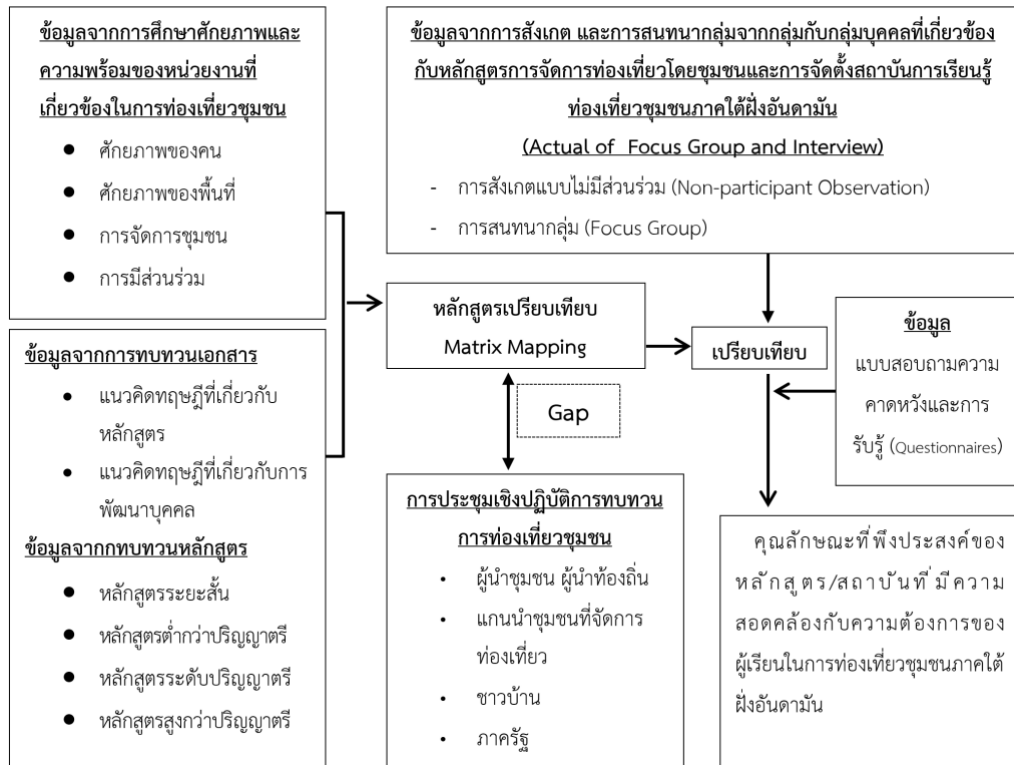 ข้อมูลจากการศึกษาศักยภาพและ
ความพร้อมของหน่วยงานที่
เกี่ยวข้องในการท่องเที่ยวชุมชน
● ศักยภาพของคน
● ศักยภาพของพื้นที่
● การจัดการชุมชน
● การมีส่วนร่วม
ข้อมูลจากการทบทวนเอกสาร
• แนวคิดทฤษฎีที่เกี่ยวกับ
หลักสูตร
• แนวคิดทฤษฎีที่เกี่ยวกับการ
พัฒนาบุคคล
ข้อมูลจากกทบทวนหลักสูตร
● หลักสูตรระยะสั้น
● หลักสูตรต่ำกว่าปริญญาตรี
● หลักสูตรระดับปริญญาตรี
● หลักสูตรสูงกว่าปริญญาตรี
ข้อมูลจากการสังเกต และการสนทนากลุ่มจากกลุ่มกับกลุ่มบุคคลที่เกี่ยวข้อง
กับหลักสูตรการจัดการท่องเที่ยวโดยชุมชนและการจัดตั้งสถาบันการเรียนรู้
ท่องเที่ยวชุมชนภาคใต้ฝั่งอันดามัน
(Actual of Focus Group and Interview)
- การสังเกตแบบไม่มีส่วนร่วม (Non-participant Observation)
- การสนทนากลุ่ม (Focus Group)
หลักสูตรเปรียบเทียบ
Matrix Mapping
Gap
การประชุมเชิงปฏิบัติการทบทวน
การท่องเที่ยวชุมชน
• ผู้นำชุมชน ผู้นำท้องถิ่น
• แกนนำชุมชนที่จัดการ
ท่องเที่ยว
• ชาวบ้าน
• ภาครัฐ
เปรียบเทียบ
ข้อมูล
แบบสอบถามความ
คาดหวังและการ
รับรู้ (Questionnaires)
คุณลักษณะที่พึงประสงค์ของ
หลักสูตร/สถาบันที่มีความ
สอดคล้องกับความต้องการของ
ผู้เรียนในการท่องเที่ยวชุมชนภาคใต้
ฝั่งอันดามัน